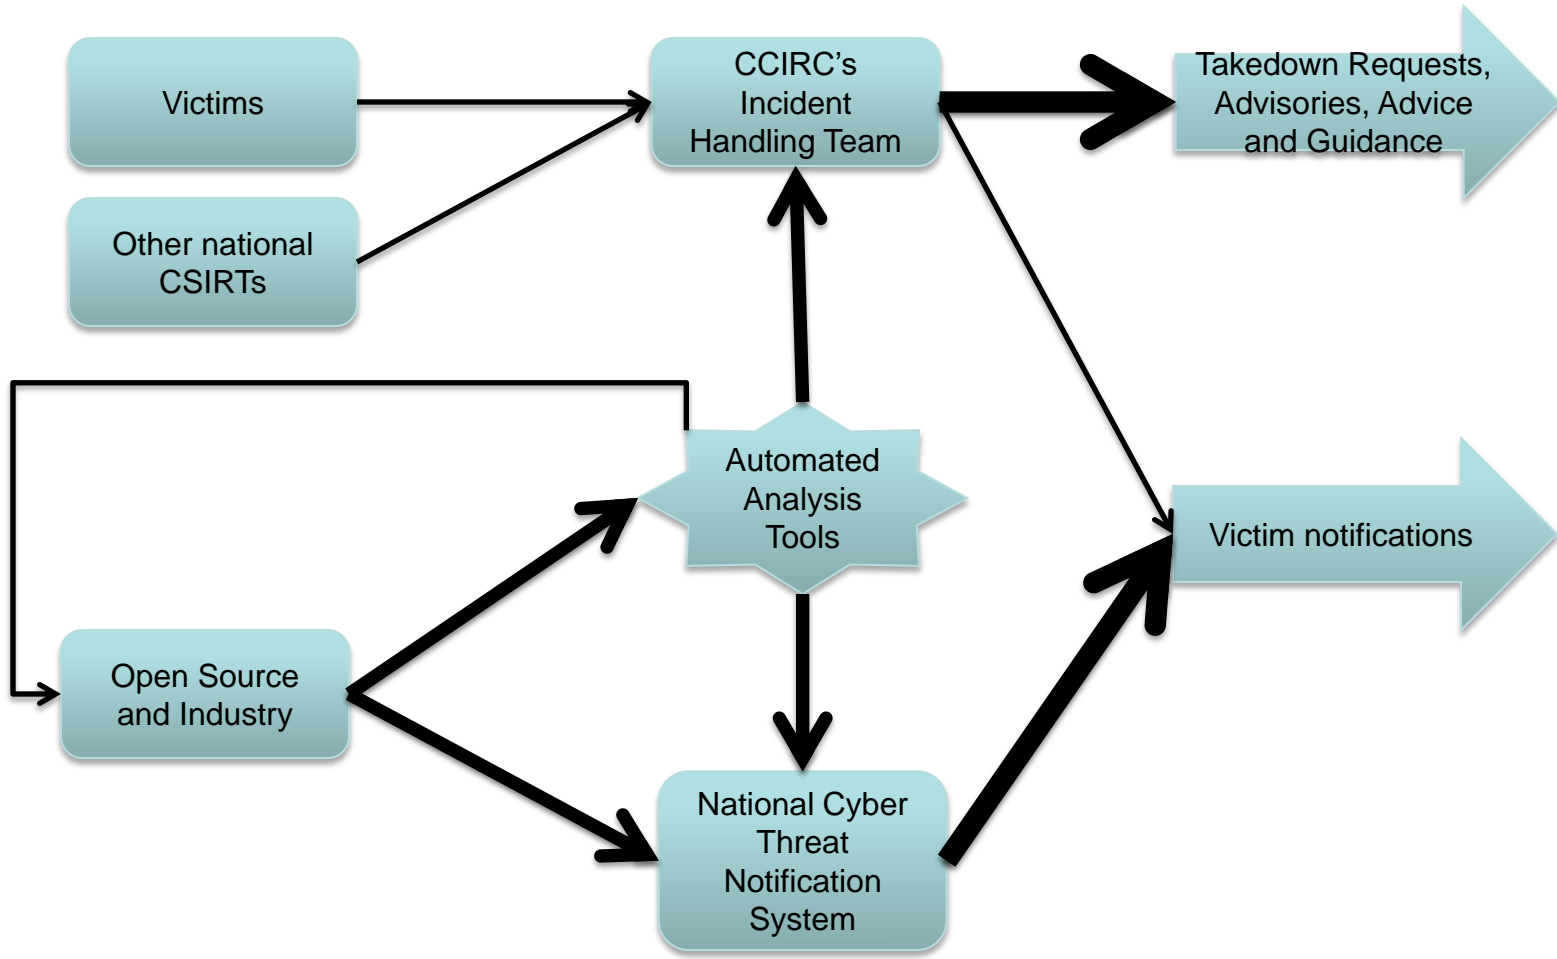 Victims
CCIRC’s
Incident
Handling Team
Takedown Requests,
Advisories, Advice
and Guidance
Other national
CSIRTs
Automated
Analysis
Tools
Victim notifications
Open Source
and Industry
National Cyber
Threat
Notification
System